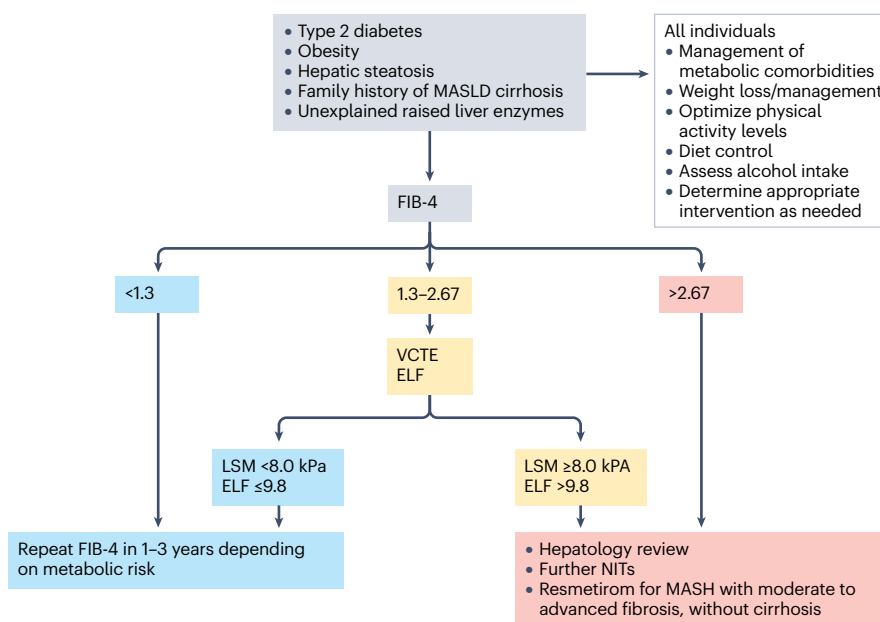 • Type 2 diabetes
• Obesity
• Hepatic steatosis
• Family history of MASLD cirrhosis
• Unexplained raised liver enzymes
All individuals
• Management of
metabolic comorbidities
• Weight loss/management
• Optimize physical
activity levels
• Diet control
• Assess alcohol intake
• Determine appropriate
intervention as needed
FIB-4
<1.3
1.3–2.67
>2.67
VCTE
ELF
LSM <8.0 kPa
ELF ≤9.8
LSM ≥8.0 kPA
ELF >9.8
Repeat FIB-4 in 1–3 years depending
on metabolic risk
• Hepatology review
• Further NITs
• Resmetirom for MASH with moderate to
advanced fibrosis, without cirrhosis